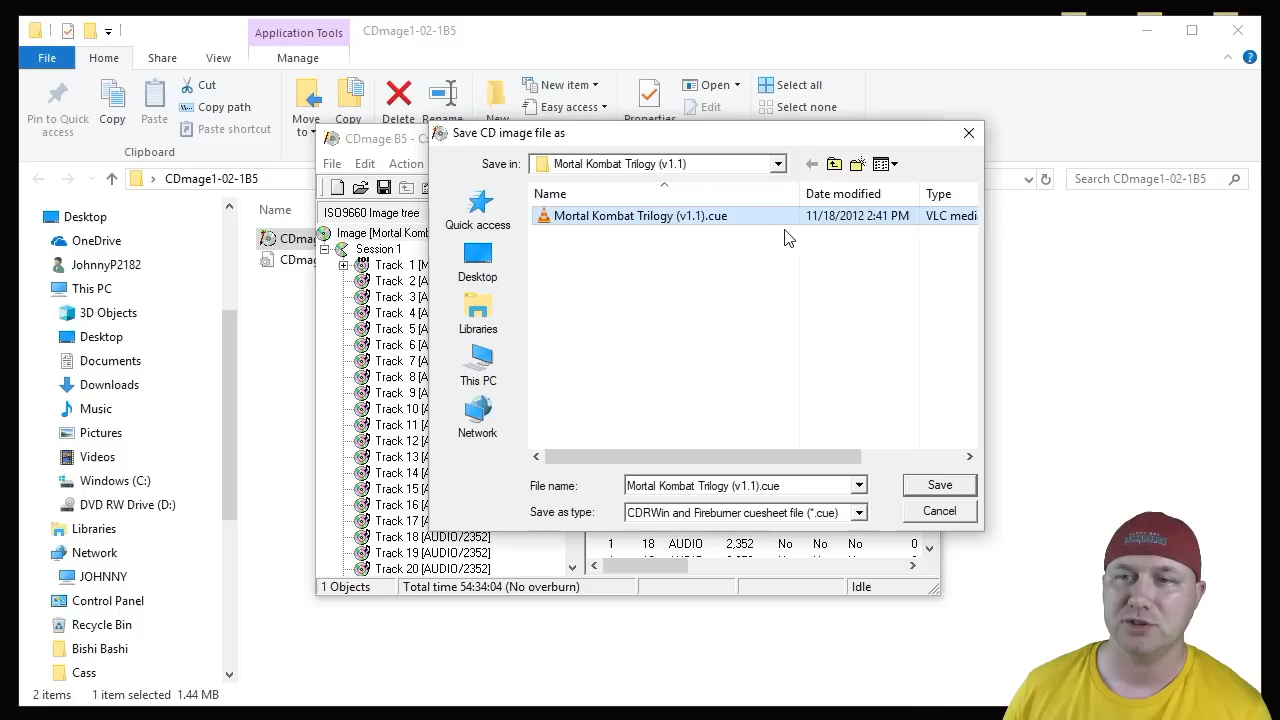 Application Tools
CDmage1-02-1B5
File
Home
Share
View
Manage
Pin to Quick
access
Copy
Paste
Cut
Copy path
Paste shortcut
Clipboard
Move
to
Copy
Delete
Rename
New item
Easy access
Properties
Open
Edit
Select all
Select none
CDmage1-02-1B5
Search CDmage1-02-1B5
Desktop
OneDrive
JohnnyP2182
This PC
3D Objects
Desktop
Documents
Downloads
Music
Pictures
Videos
Windows (C:)
DVD RW Drive (D:)
Libraries
Network
JOHNNY
Control Panel
Recycle Bin
Bishi Bashi
Cass
2 items
1 item selected 1.44 MB
Name
CDmag
CDmag
CDmage B5 - C
File
Edit
Action
ISO9660 Image tree
Image [Mortal Komb
Session 1
Track 1 [M
Track 2 [A
Track 3 [A
Track 4 [A
Track 5 [A
Track 6 [A
Track 7 [A
Track 8 [A
Track 9 [A
Track 10 [A
Track 11 [A
Track 12 [A
Track 13 [A
Track 14 [A
Track 15 [A
Track 16 [A
Track 17 [A
Track 18 [AUDIO/2352]
Track 19 [AUDIO/2352]
Track 20 [AUDIO/2352]
1 18 AUDIO 2,352 No No No 0
1 Objects
Total time 54:34:04 (No overburn)
Idle
Save CD image file as
Save in:
Mortal Kombat Trilogy (v1.1)
Name
Date modified
Type
Mortal Kombat Trilogy (v1.1).cue
11/18/2012 2:41 PM
VLC medi
Quick access
Desktop
Libraries
This PC
Network
File name:
Mortal Kombat Trilogy (v1.1).cue
Save
Save as type:
CDRWin and Fireburner cuesheet file (*.cue)
Cancel